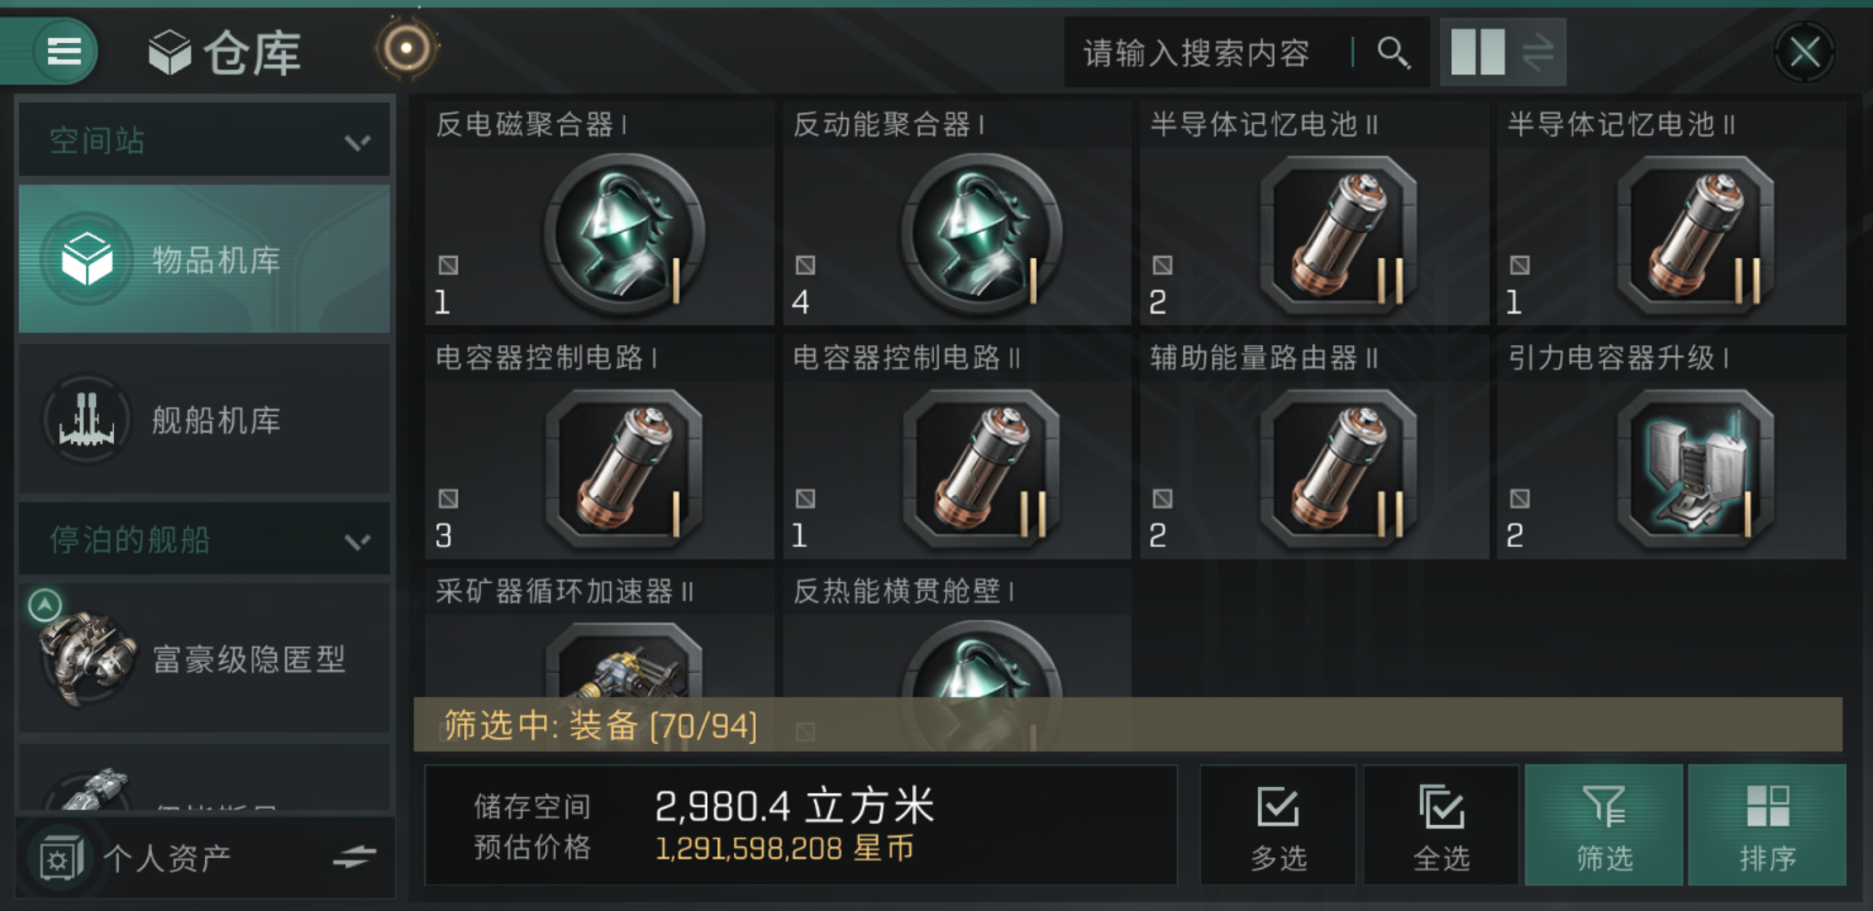 仓库
请输入搜索内容
空间站
物品机库
舰船机库
停泊的舰船
富豪级隐匿型
个人资产
反电磁聚合器 I
1
反动能聚合器 I
4
半导体记忆电池 II
2
半导体记忆电池 II
1
电容器控制电路 I
3
电容器控制电路 II
1
辅助能量路由器 II
2
引力电容器升级 I
2
采矿器循环加速器 II
反热能横贯舱壁 I
筛选中: 装备 (70/94)
储存空间 2,980.4 立方米
预估价格 1,291,598,208 星币
多选
全选
筛选
排序